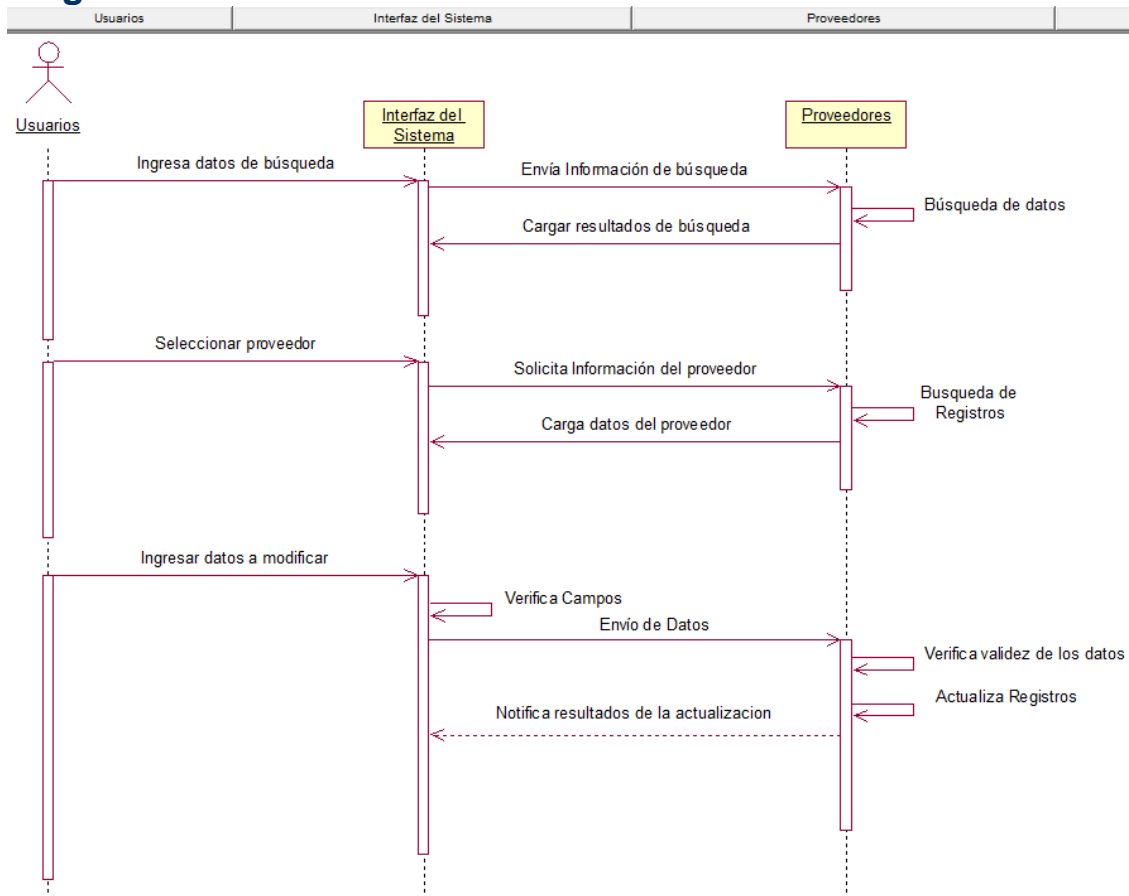 Usuarios
Interfaz del Sistema
Proveedores
Usuarios
Interfaz del
Sistema
Proveedores
Ingresa datos de búsqueda
Envía Información de búsqueda
Búsqueda de datos
Cargar resultados de búsqueda
Seleccionar proveedor
Solicita Información del proveedor
Busqueda de
Registros
Carga datos del proveedor
Ingresar datos a modificar
Verifica Campos
Envío de Datos
Verifica validez de los datos
Actualiza Registros
Notifica resultados de la actualizacion